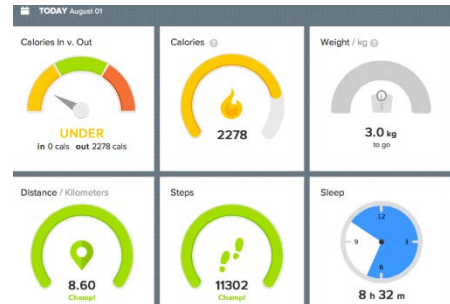 TODAY August 01
Calories In v. Out
UNDER
in 0 cals out 2278 cals
Calories ?
2278
Weight / kg ?
3.0 kg
to go
Distance / Kilometers
8.60
Champ!
Steps
11302
Champ!
Sleep
12
9
3
6
8 h 32 m